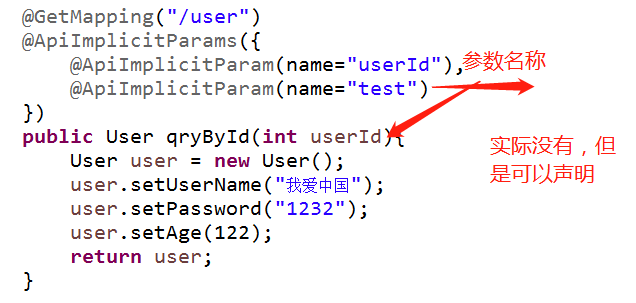 @GetMapping("/user")
@ApiImplicitParams({
@ApiImplicitParam(name="userId"),
@ApiImplicitParam(name="test")
})
public User qryById(int userId){
User user = new User();
user.setUserName("我爱中国");
user.setPassword("1232");
user.setAge(122);
return user;
}
参数名称
实际没有，但
是可以声明